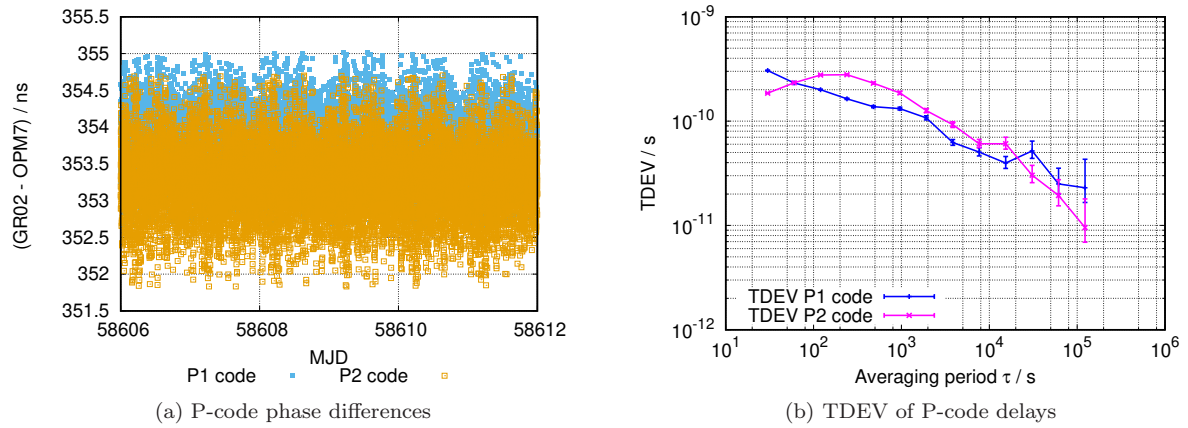 (GR02 - OPM7) / ns
355.5
355
354.5
354
353.5
353
352.5
352
351.5
58606 58608 58610 58612
MJD
P1 code P2 code
(a) P-code phase differences
TDEV / s
10^-9
10^-10
10^-11
10^-12
TDEV P1 code
TDEV P2 code
10^1 10^2 10^3 10^4 10^5 10^6
Averaging period τ / s
(b) TDEV of P-code delays